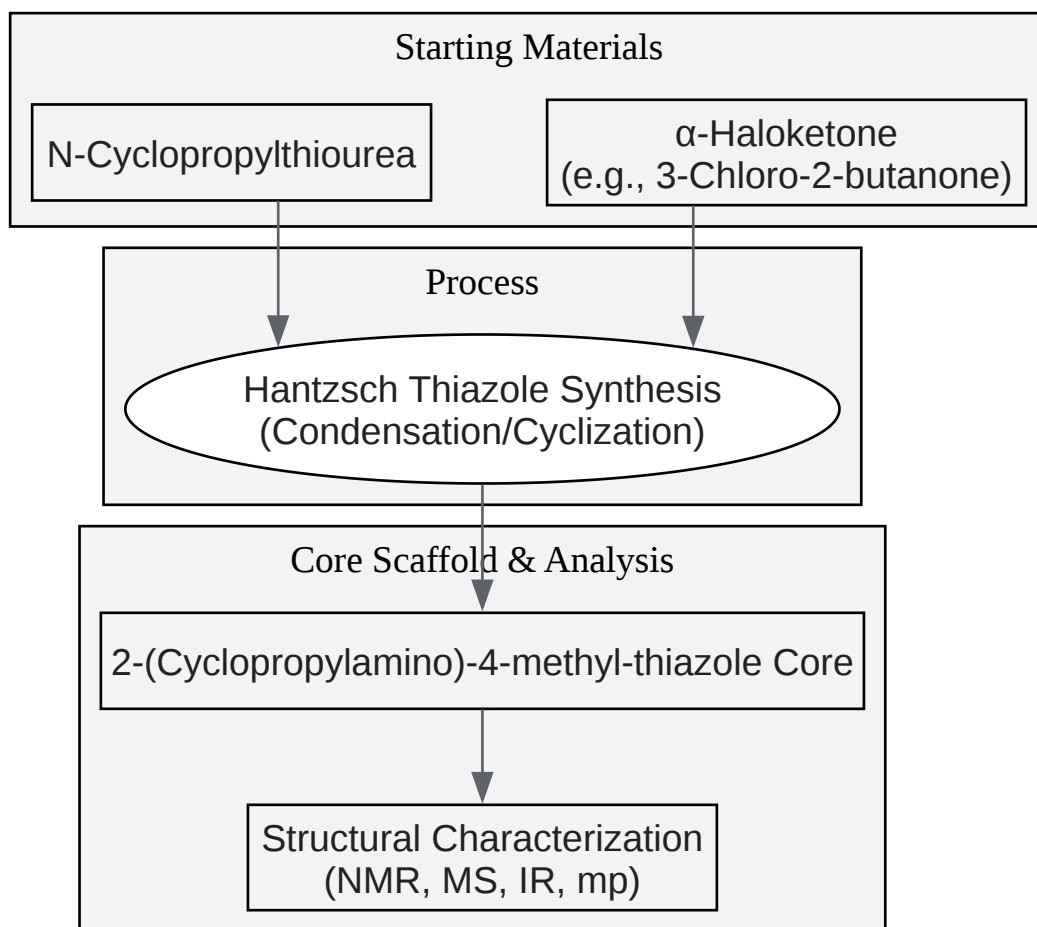 Starting Materials
N-Cyclopropylthiourea
α-Haloketone
(e.g., 3-Chloro-2-butanone)
Process
Hantzsch Thiazole Synthesis
(Condensation/Cyclization)
Core Scaffold & Analysis
2-(Cyclopropylamino)-4-methyl-thiazole Core
Structural Characterization
(NMR, MS, IR, mp)